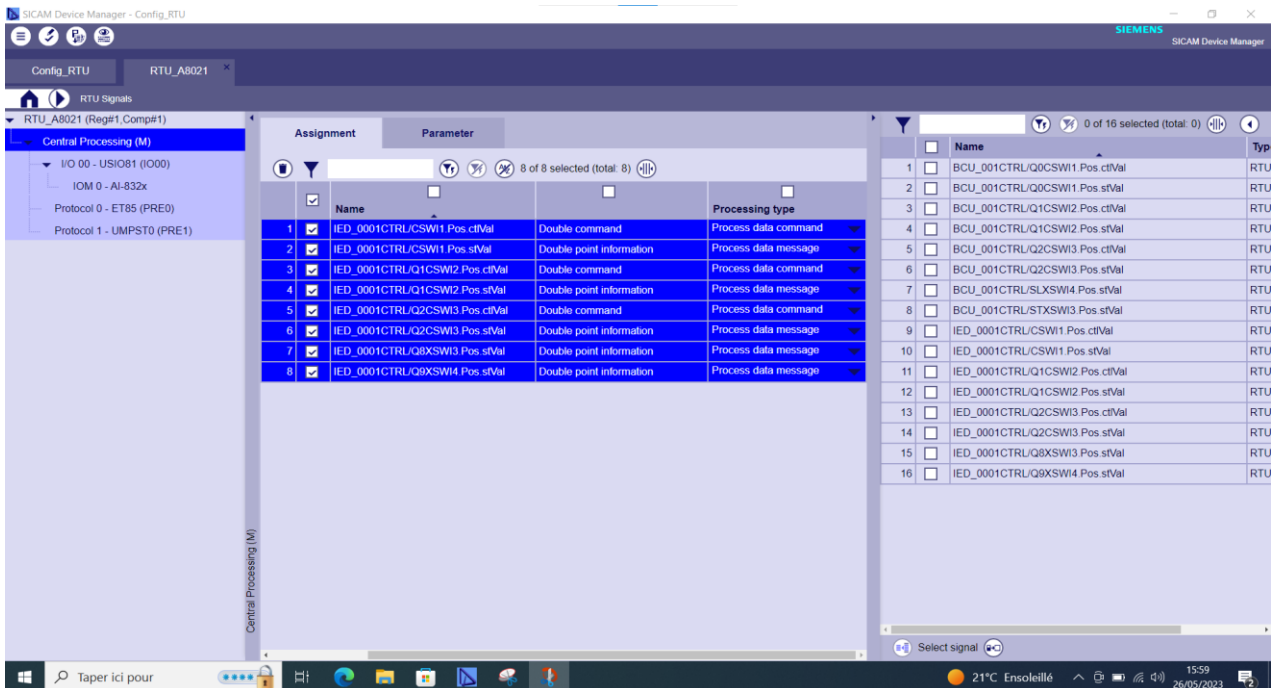 SICAM Device Manager - Config_RTU
SIEMENS
SICAM Device Manager
Config_RTU
RTU_A8021 ×
RTU Signals
RTU_A8021 (Reg#1,Comp#1)
Central Processing (M)
I/O 00 - USIO81 (IO00)
IOM 0 - AI-832x
Protocol 0 - ET85 (PRE0)
Protocol 1 - UMPST0 (PRE1)
Central Processing (M)
Assignment Parameter
8 of 8 selected (total: 8)
Name Processing type
1 IED_0001CTRL/CSWI1.Pos.ctlVal Double command Process data command
2 IED_0001CTRL/CSWI1.Pos.stVal Double point information Process data message
3 IED_0001CTRL/Q1CSWI2.Pos.ctlVal Double command Process data command
4 IED_0001CTRL/Q1CSWI2.Pos.stVal Double point information Process data message
5 IED_0001CTRL/Q2CSWI3.Pos.ctlVal Double command Process data command
6 IED_0001CTRL/Q2CSWI3.Pos.stVal Double point information Process data message
7 IED_0001CTRL/Q8XSWI3.Pos.stVal Double point information Process data message
8 IED_0001CTRL/Q9XSWI4.Pos.stVal Double point information Process data message
0 of 16 selected (total: 0)
Name Typ
1 BCU_001CTRL/Q0CSWI1.Pos.ctlVal RTU
2 BCU_001CTRL/Q0CSWI1.Pos.stVal RTU
3 BCU_001CTRL/Q1CSWI2.Pos.ctlVal RTU
4 BCU_001CTRL/Q1CSWI2.Pos.stVal RTU
5 BCU_001CTRL/Q2CSWI3.Pos.ctlVal RTU
6 BCU_001CTRL/Q2CSWI3.Pos.stVal RTU
7 BCU_001CTRL/SLXSWI4.Pos.stVal RTU
8 BCU_001CTRL/STXSWI3.Pos.stVal RTU
9 IED_0001CTRL/CSWI1.Pos.ctlVal RTU
10 IED_0001CTRL/CSWI1.Pos.stVal RTU
11 IED_0001CTRL/Q1CSWI2.Pos.ctlVal RTU
12 IED_0001CTRL/Q1CSWI2.Pos.stVal RTU
13 IED_0001CTRL/Q2CSWI3.Pos.ctlVal RTU
14 IED_0001CTRL/Q2CSWI3.Pos.stVal RTU
15 IED_0001CTRL/Q8XSWI3.Pos.stVal RTU
16 IED_0001CTRL/Q9XSWI4.Pos.stVal RTU
Select signal
Taper ici pour
21°C Ensoleillé
15:59
26/05/2023
2